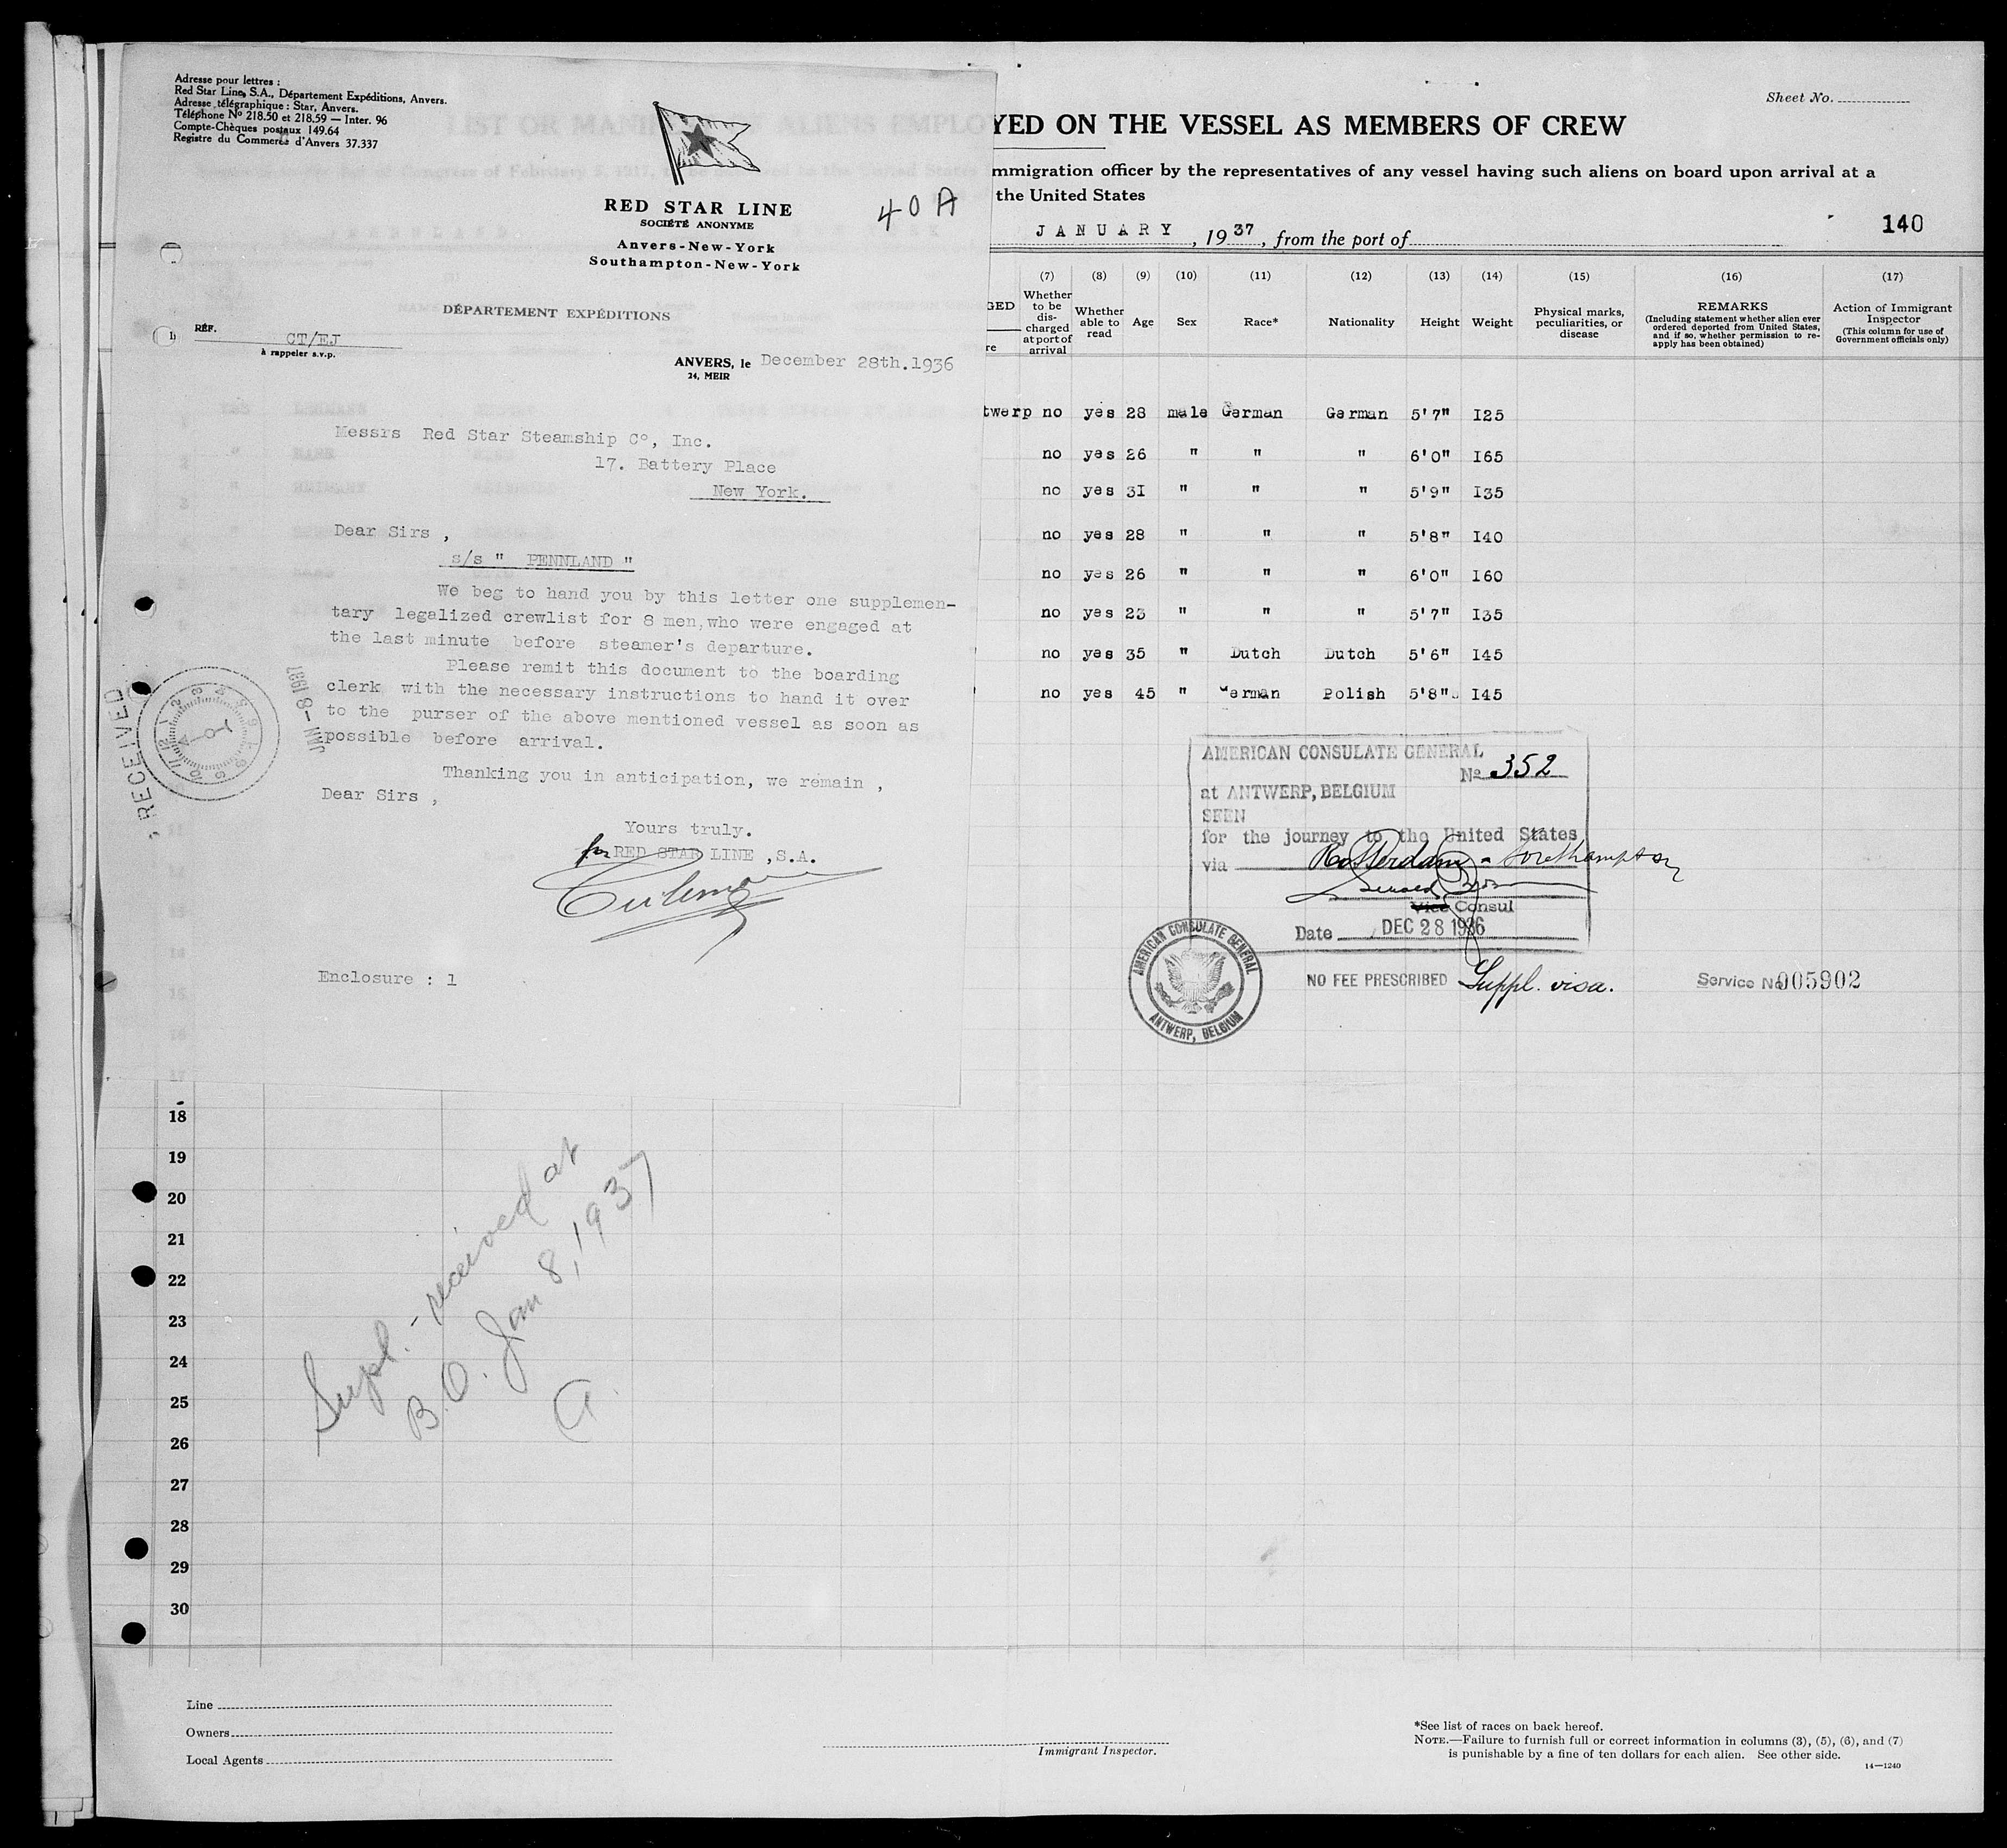 Adresse pour lettres :
Red Star Line, S.A., Département Expéditions, Anvers.
Adresse télégraphique : Star, Anvers.
Téléphone Nº 218.50 et 218.59 — Inter. 96
Compte-Chèques postaux 149.64
Registre du Commerce d'Anvers 37.337
RED STAR LINE
SOCIÉTÉ ANONYME
Anvers-New-York
Southampton-New-York
40 A
DÉPARTEMENT EXPÉDITIONS
RÉF. CT/EJ
à rappeler s.v.p.
ANVERS, le December 28th.1936
24, MEIR
Messrs Red Star Steamship Cº, Inc.
17. Battery Place
New York.
Dear Sirs ,
s/s " PENNLAND "
We beg to hand you by this letter one supplemen-
tary legalized crewlist for 8 men,who were engaged at
the last minute before steamer's departure.
Please remit this document to the boarding
clerk with the necessary instructions to hand it over
to the purser of the above mentioned vessel as soon as
possible before arrival.
Thanking you in anticipation, we remain ,
Dear Sirs ,
Yours truly.
for RED STAR LINE ,S.A.
Enclosure : 1
RECEIVED
JAN -8 1937
Sheet No.
YED ON THE VESSEL AS MEMBERS OF CREW
mmigration officer by the representatives of any vessel having such aliens on board upon arrival at a
the United States
JANUARY , 19 37 , from the port of
140
(7) (8) (9) (10) (11) (12) (13) (14) (15) (16) (17)
GED
re
Whether to be dis-charged at port of arrival
Whether able to read
Age
Sex
Race*
Nationality
Height
Weight
Physical marks, peculiarities, or disease
REMARKS
(Including statement whether alien ever ordered deported from United States, and if so, whether permission to re-apply has been obtained)
Action of Immigrant Inspector
(This column for use of Government officials only)
twerp no yes 28 male German German 5'7" I25
no yes 26 " " " 6'0" I65
no yes 3I " " " 5'9" I35
no yes 28 " " " 5'8" I40
no yes 26 " " " 6'0" I60
no yes 23 " " " 5'7" I35
no yes 35 " Dutch Dutch 5'6" I45
no yes 45 " German Polish 5'8" I45
AMERICAN CONSULATE GENERAL
Nº 352
at ANTWERP, BELGIUM
SEEN
for the journey to the United States
via Rotterdam - Southampton
Vice Consul
Date DEC 28 1936
AMERICAN CONSULATE GENERAL
ANTWERP, BELGIUM
NO FEE PRESCRIBED Suppl. visa.
Service No 005902
18
19
20
21
22
23
24
25
26
27
28
29
30
Suppl. - received at
B.O. Jan 8, 1937
Line
Owners
Local Agents
Immigrant Inspector.
*See list of races on back hereof.
NOTE.—Failure to furnish full or correct information in columns (3), (5), (6), and (7)
is punishable by a fine of ten dollars for each alien. See other side.
14—1240